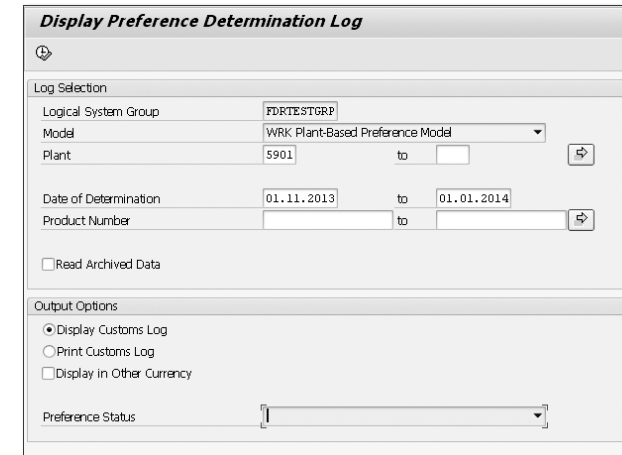 Display Preference Determination Log
Log Selection
Logical System Group FDRTESTGRP
Model WRK Plant-Based Preference Model
Plant 5901 to
Date of Determination 01.11.2013 to 01.01.2014
Product Number to
Read Archived Data
Output Options
Display Customs Log
Print Customs Log
Display in Other Currency
Preference Status